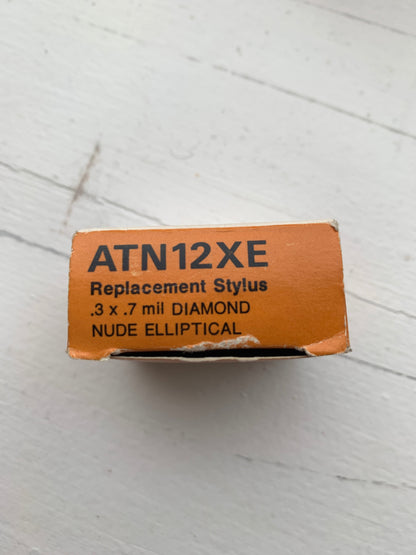 ATN12XE
Replacement Stylus
.3 x .7 mil DIAMOND
NUDE ELLIPTICAL